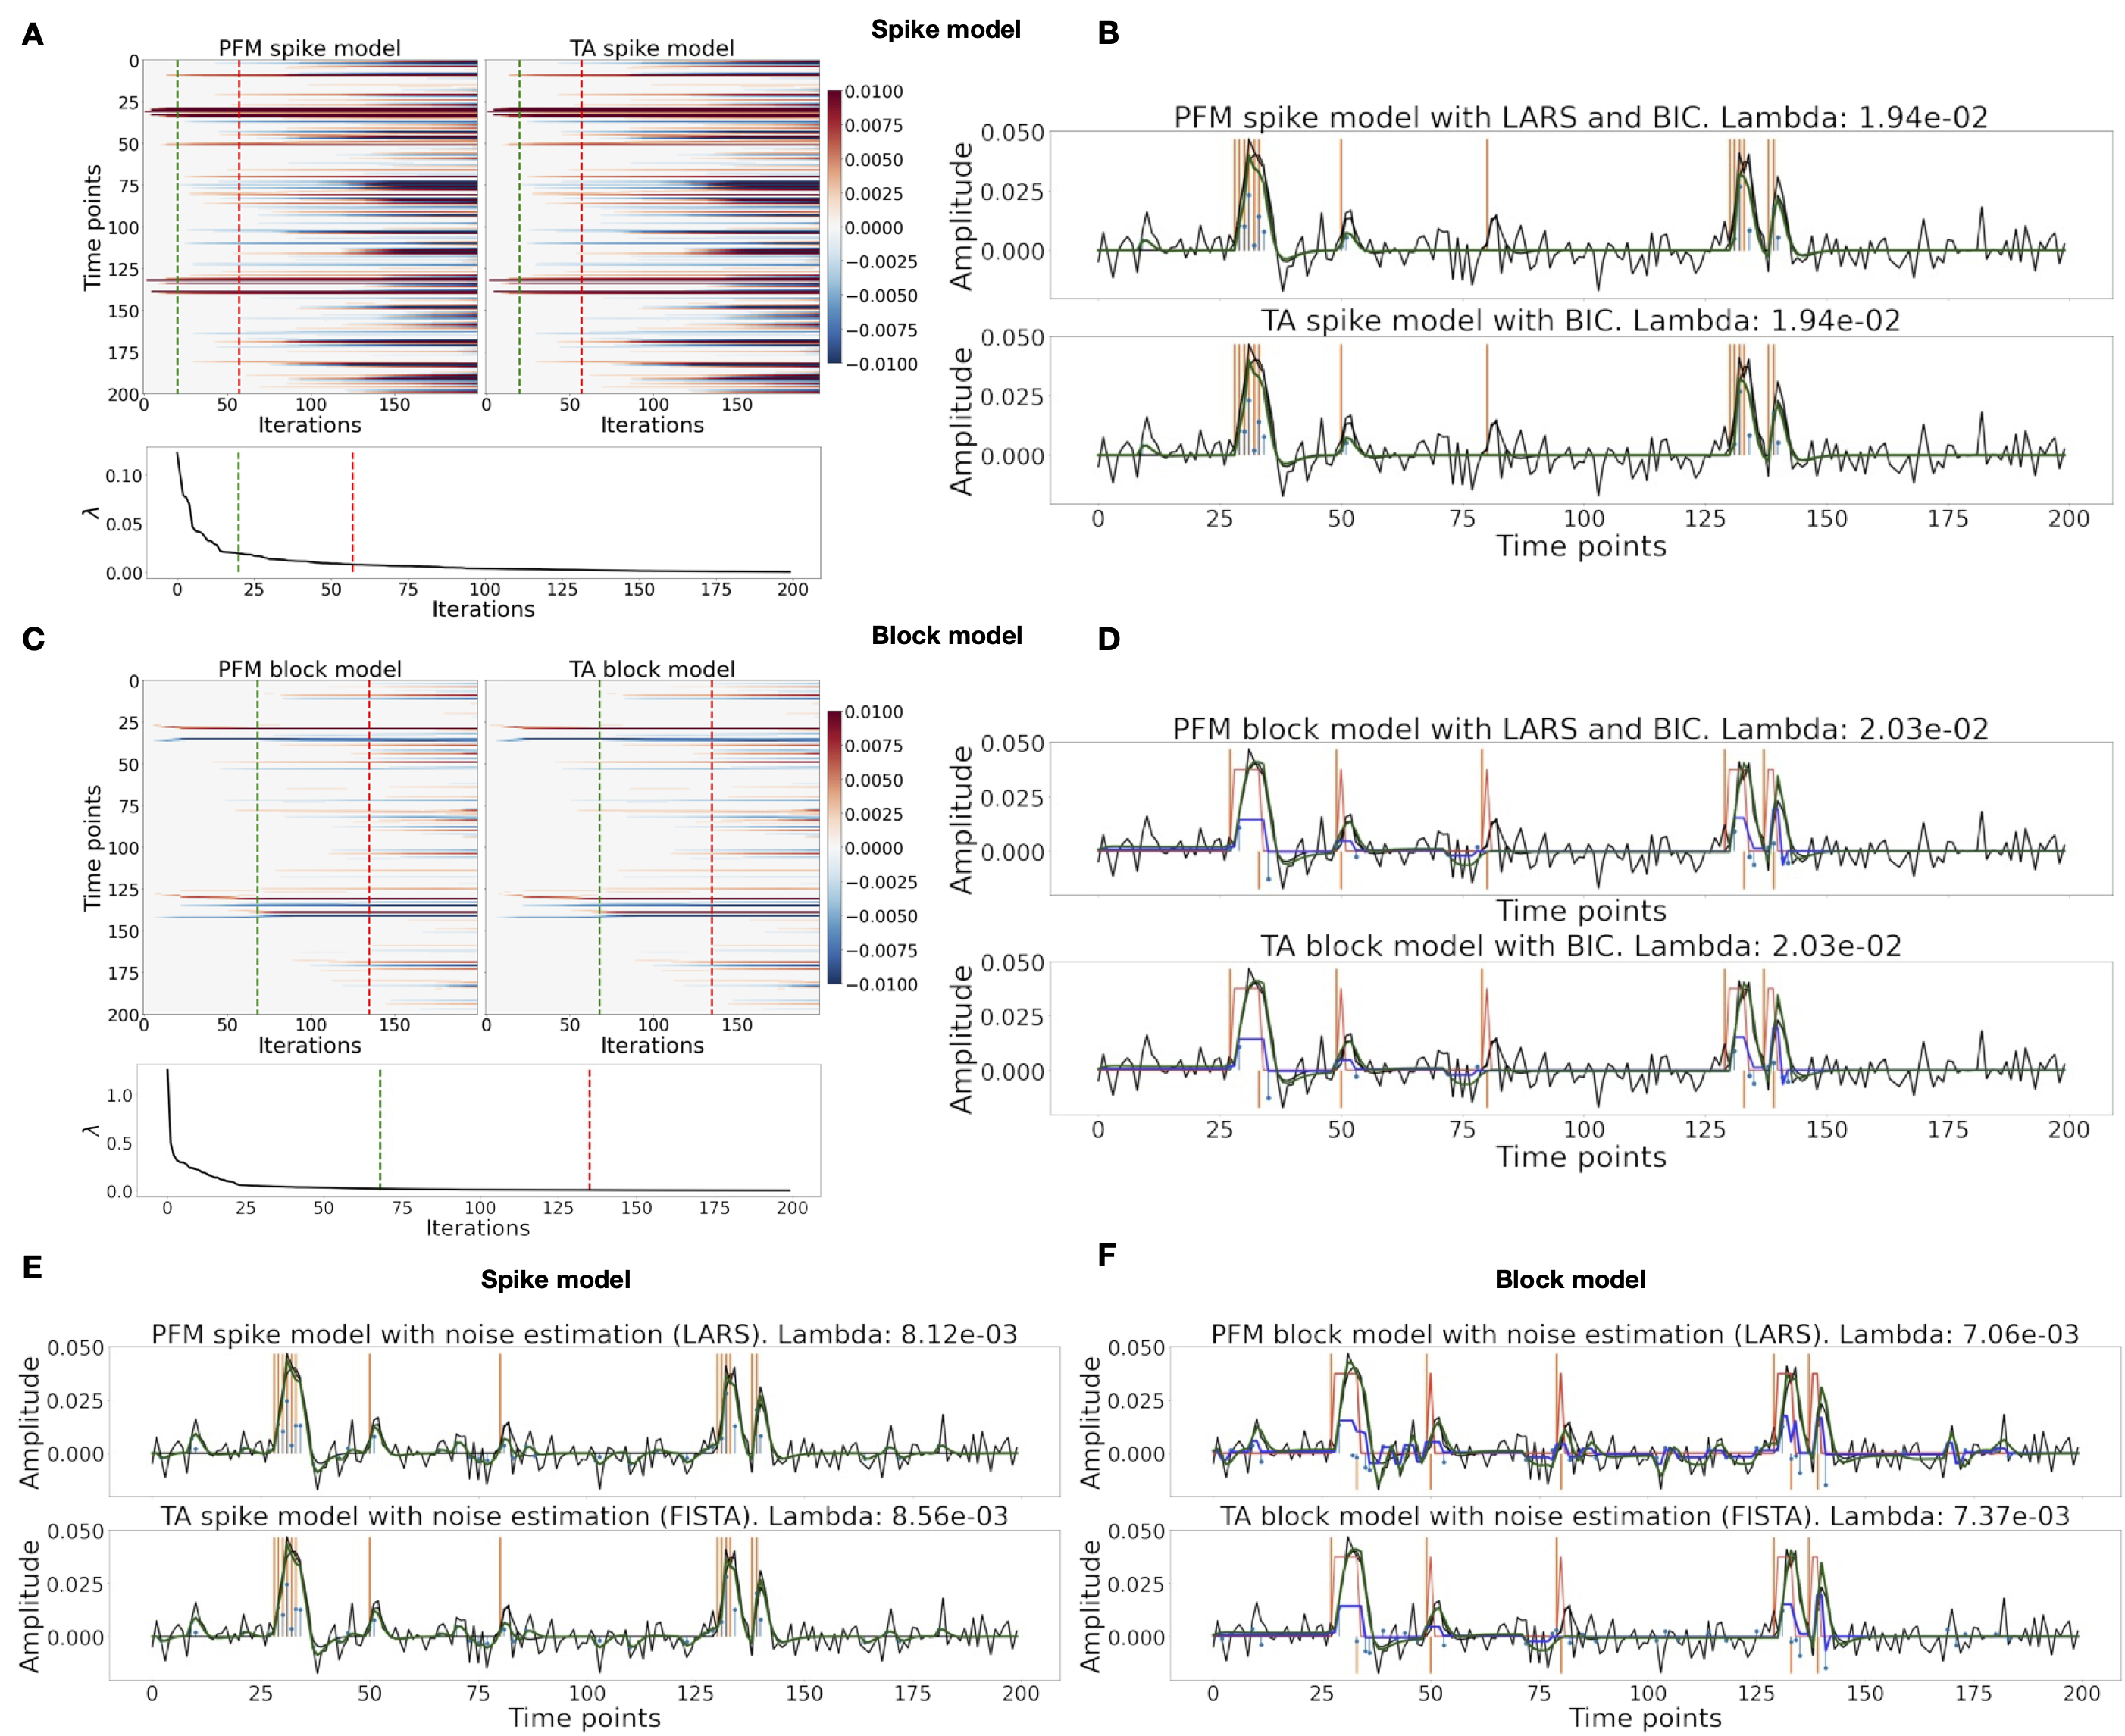 A
Spike model
B
PFM spike model
TA spike model
0
25
50
75
100
125
150
175
200
Time points
0 50 100 150
0 50 100 150
Iterations
Iterations
0.0100
0.0075
0.0050
0.0025
0.0000
−0.0025
−0.0050
−0.0075
−0.0100
0.10
0.05
0.00
λ
0 25 50 75 100 125 150 175 200
Iterations
PFM spike model with LARS and BIC. Lambda: 1.94e-02
0.050
0.025
0.000
Amplitude
TA spike model with BIC. Lambda: 1.94e-02
0.050
0.025
0.000
Amplitude
0 25 50 75 100 125 150 175 200
Time points
C
Block model
D
PFM block model
TA block model
0
25
50
75
100
125
150
175
200
Time points
0 50 100 150
0 50 100 150
Iterations
Iterations
0.0100
0.0075
0.0050
0.0025
0.0000
−0.0025
−0.0050
−0.0075
−0.0100
1.0
0.5
0.0
λ
0 25 50 75 100 125 150 175 200
Iterations
PFM block model with LARS and BIC. Lambda: 2.03e-02
0.050
0.025
0.000
Amplitude
Time points
TA block model with BIC. Lambda: 2.03e-02
0.050
0.025
0.000
Amplitude
0 25 50 75 100 125 150 175 200
Time points
E
Spike model
PFM spike model with noise estimation (LARS). Lambda: 8.12e-03
0.050
0.025
0.000
Amplitude
TA spike model with noise estimation (FISTA). Lambda: 8.56e-03
0.050
0.025
0.000
Amplitude
0 25 50 75 100 125 150 175 200
Time points
F
Block model
PFM block model with noise estimation (LARS). Lambda: 7.06e-03
0.050
0.025
0.000
Amplitude
TA block model with noise estimation (FISTA). Lambda: 7.37e-03
0.050
0.025
0.000
Amplitude
0 25 50 75 100 125 150 175 200
Time points